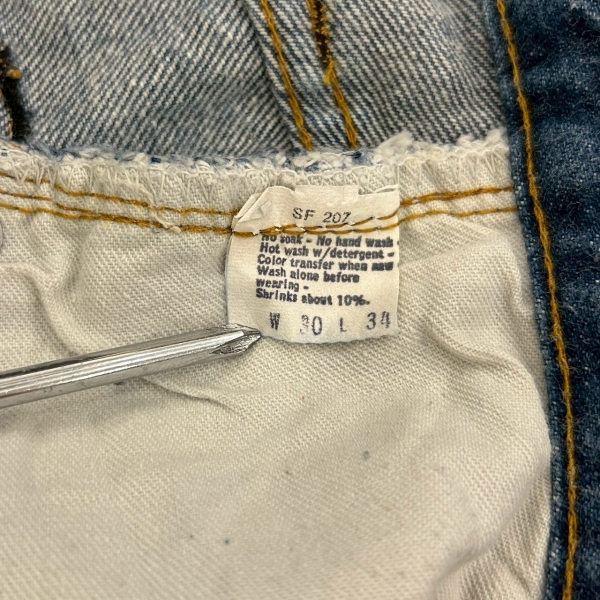 SF 207
No soak - No hand wash
Hot wash w/detergent -
Color transfer when new
Wash alone before
wearing -
Shrinks about 10%.
W 30 L 34